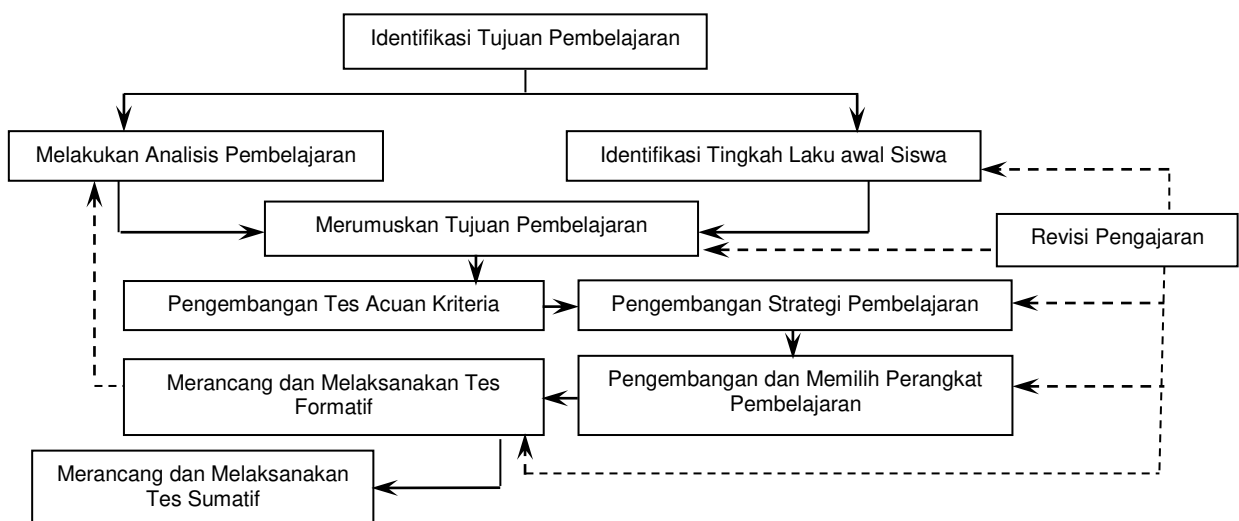 Identifikasi Tujuan Pembelajaran
Melakukan Analisis Pembelajaran
Identifikasi Tingkah Laku awal Siswa
Merumuskan Tujuan Pembelajaran
Revisi Pengajaran
Pengembangan Tes Acuan Kriteria
Pengembangan Strategi Pembelajaran
Merancang dan Melaksanakan Tes
Formatif
Pengembangan dan Memilih Perangkat
Pembelajaran
Merancang dan Melaksanakan
Tes Sumatif